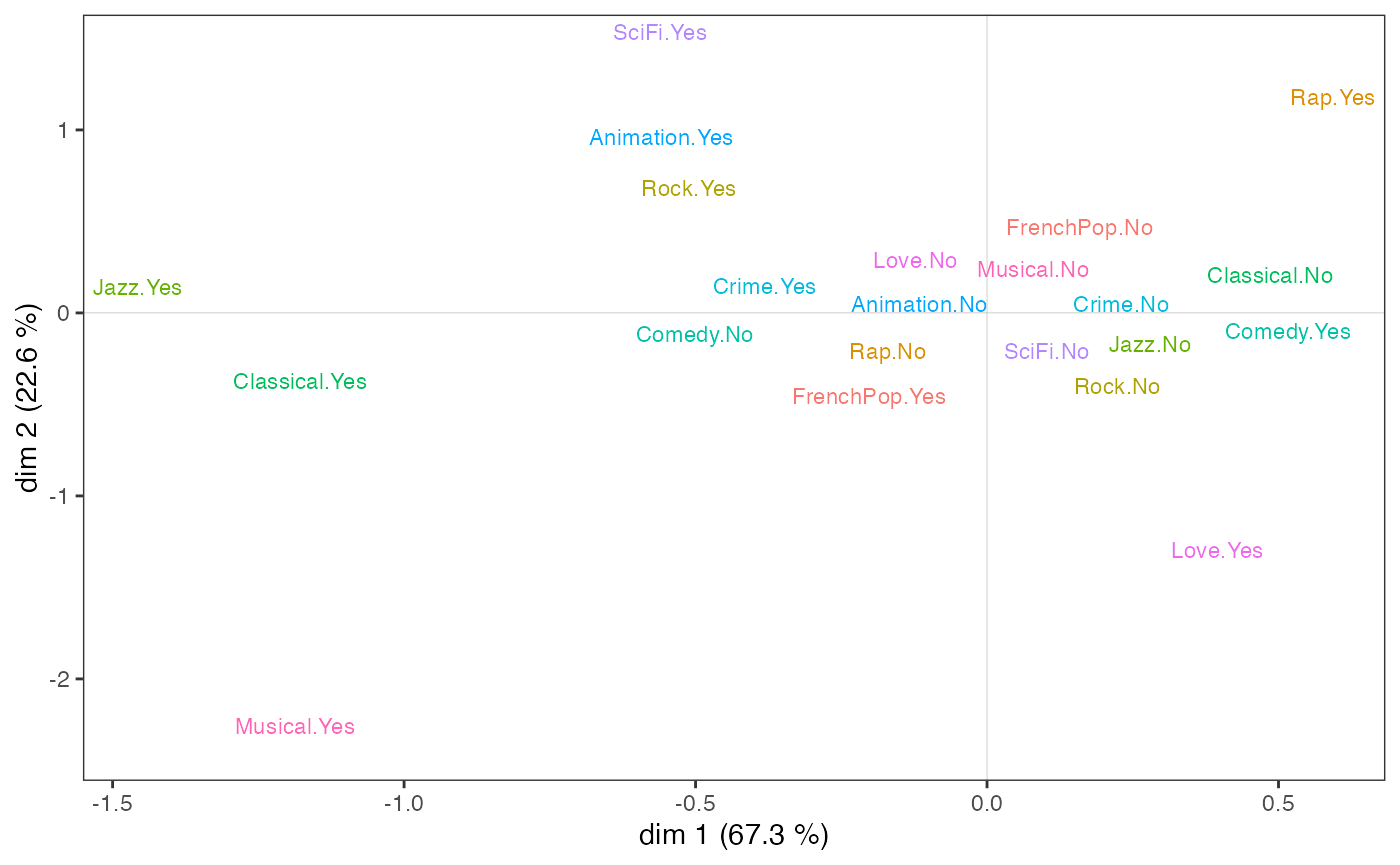 SciFi.Yes
Rap.Yes
1
Animation.Yes
Rock.Yes
FrenchPop.No
Love.No
Musical.No
Classical.No
Jazz.Yes
Crime.Yes
Animation.No
Crime.No
0
Comedy.No
Comedy.Yes
Rap.No
SciFi.No
Jazz.No
Classical.Yes
Rock.No
FrenchPop.Yes
dim 2 (22.6 %)
-1
Love.Yes
-2
Musical.Yes
-1.5
-1.0
-0.5
0.0
0.5
dim 1 (67.3 %)